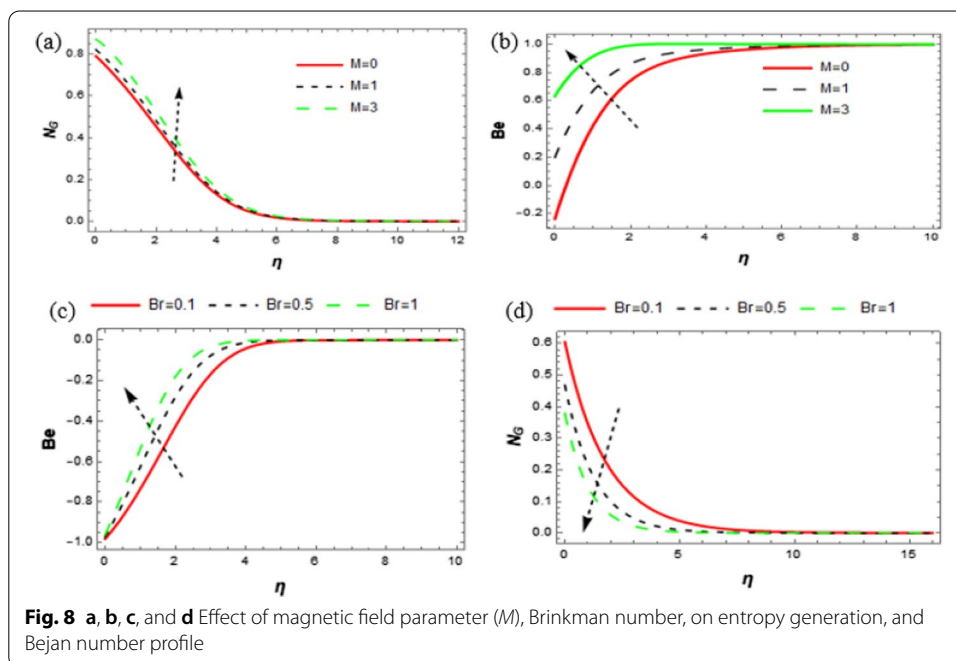 (a)
M=0
M=1
M=3
0.8
0.6
0.4
0.2
0.0
N_G
0 2 4 6 8 10 12
η
(b)
1.0
0.8
0.6
0.4
0.2
0.0
−0.2
Be
M=0
M=1
M=3
0 2 4 6 8 10
η
Br=0.1 Br=0.5 Br=1
(c)
0.0
−0.2
−0.4
−0.6
−0.8
−1.0
Be
0 2 4 6 8 10
η
Br=0.1 Br=0.5 Br=1
(d)
0.6
0.5
0.4
0.3
0.2
0.1
0.0
N_G
0 5 10 15
η
Fig. 8 a, b, c, and d Effect of magnetic field parameter (M), Brinkman number, on entropy generation, and
Bejan number profile